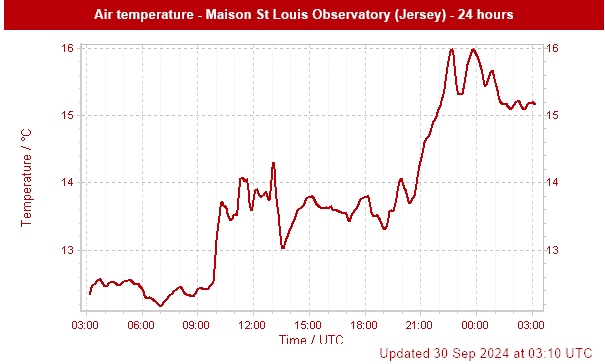 Air temperature - Maison St Louis Observatory (Jersey) - 24 hours
16 16
15 15
14 14
13 13
Temperature / °C
03:00 06:00 09:00 12:00 15:00 18:00 21:00 00:00 03:00
Time / UTC
Updated 30 Sep 2024 at 03:10 UTC